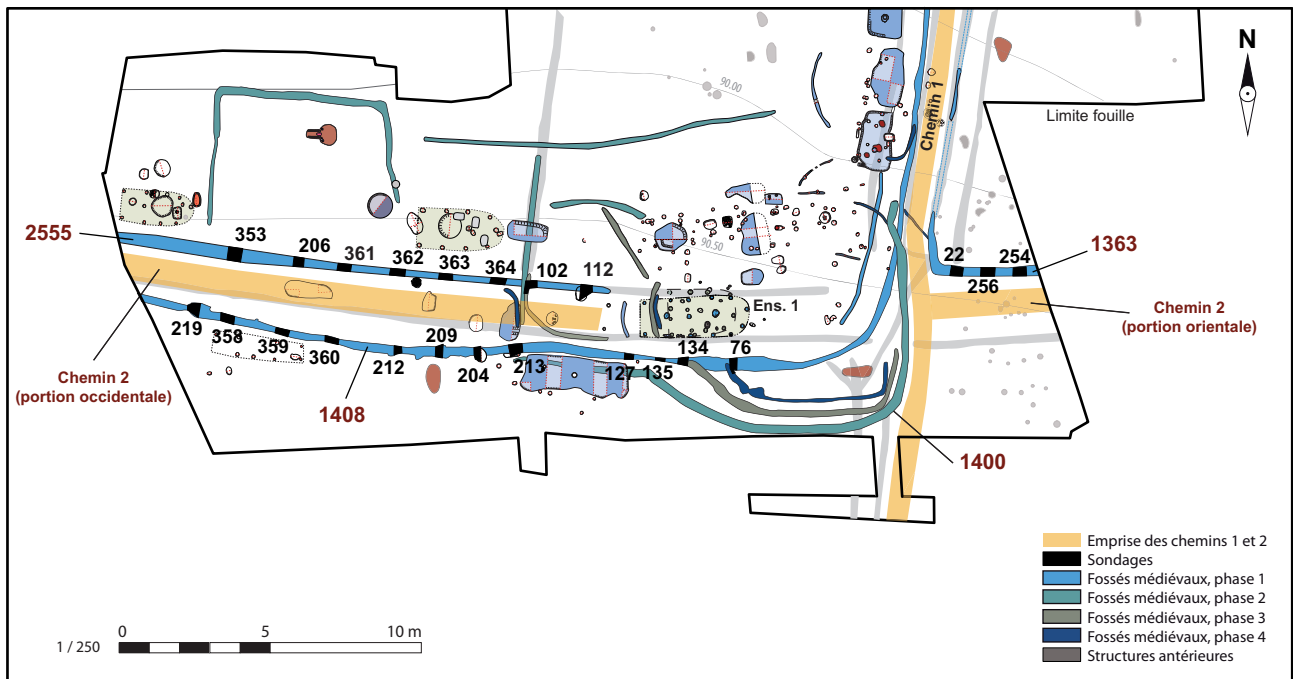 N
90.00
Chemin 1
Limite fouille
2555
353
206
361
362
363
364
102
112
90.50
22
254
1363
256
Ens. 1
Chemin 2
(portion orientale)
219
358
359
360
212
209
204
213
127
135
134
76
Chemin 2
(portion occidentale)
1408
1400
Emprise des chemins 1 et 2
Sondages
Fossés médiévaux, phase 1
Fossés médiévaux, phase 2
Fossés médiévaux, phase 3
Fossés médiévaux, phase 4
Structures antérieures
0 5 10 m
1 / 250